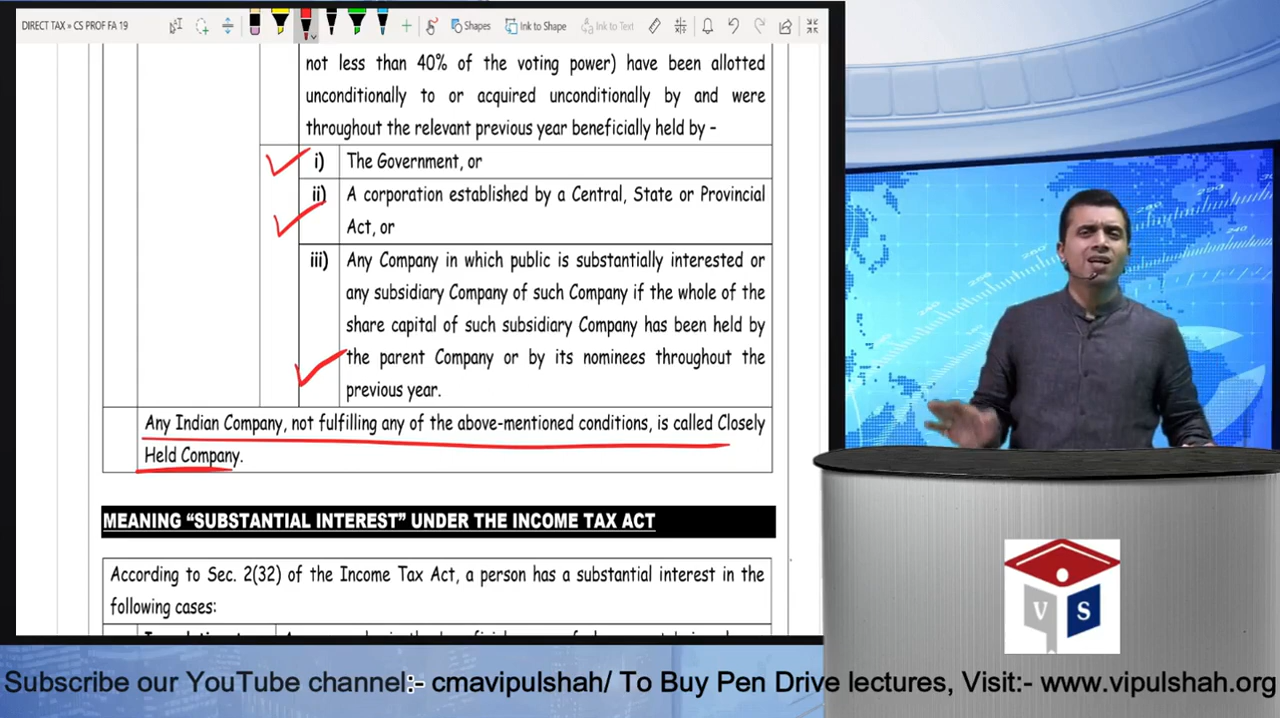 DIRECT TAX » CS PROF FA 19
Shapes
Ink to Shape
Ink to Text
not less than 40% of the voting power) have been allotted
unconditionally to or acquired unconditionally by and were
throughout the relevant previous year beneficially held by –
i) The Government, or
ii) A corporation established by a Central, State or Provincial
Act, or
iii) Any Company in which public is substantially interested or
any subsidiary Company of such Company if the whole of the
share capital of such subsidiary Company has been held by
the parent Company or by its nominees throughout the
previous year.
Any Indian Company, not fulfilling any of the above-mentioned conditions, is called Closely
Held Company.
MEANING “SUBSTANTIAL INTEREST” UNDER THE INCOME TAX ACT
According to Sec. 2(32) of the Income Tax Act, a person has a substantial interest in the
following cases:
V S
Subscribe our YouTube channel:- cmavipulshah/ To Buy Pen Drive lectures, Visit:- www.vipulshah.org